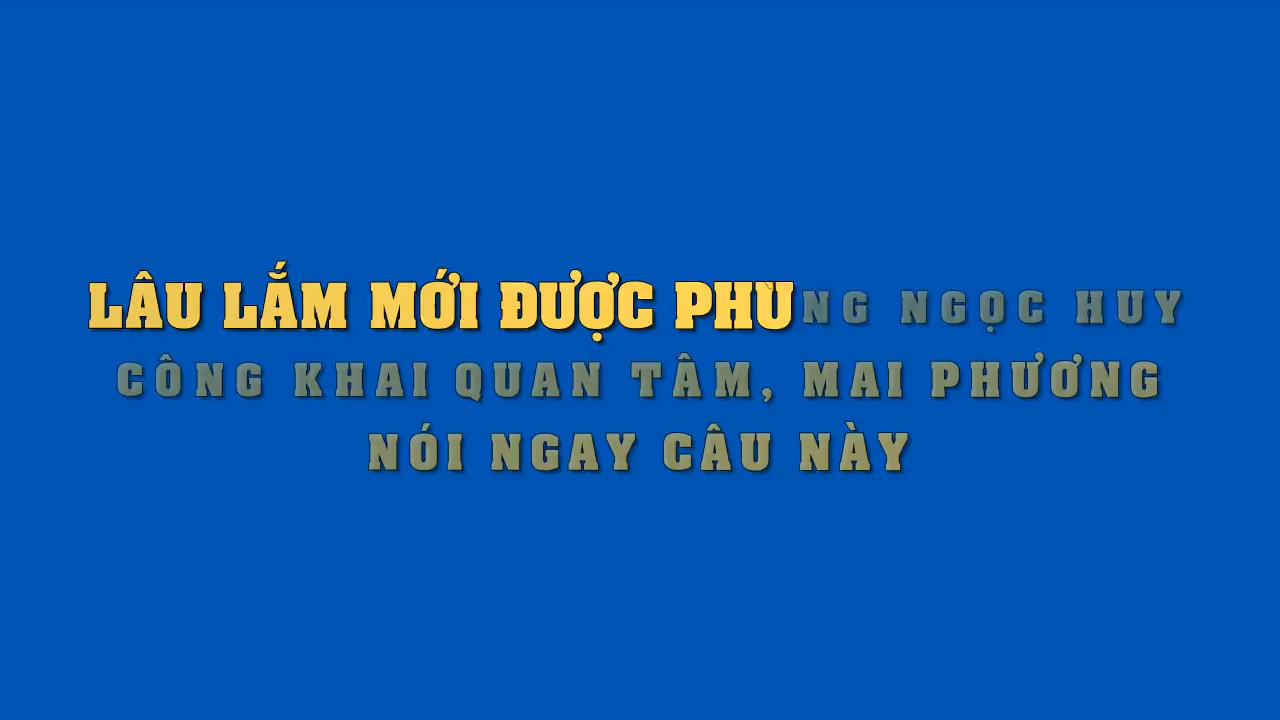 LÂU LẮM MỚI ĐƯỢC PHÙNG NGỌC HUY
CÔNG KHAI QUAN TÂM, MAI PHƯƠNG
NÓI NGAY CÂU NÀY